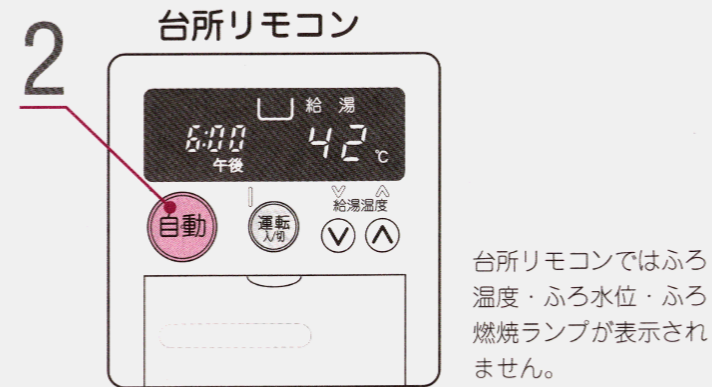 台所リモコン
2
給 湯
6:00
42℃
午後
自動
運転
入/切
給湯温度
台所リモコンではふろ
温度・ふろ水位・ふろ
燃焼ランプが表示され
ません。